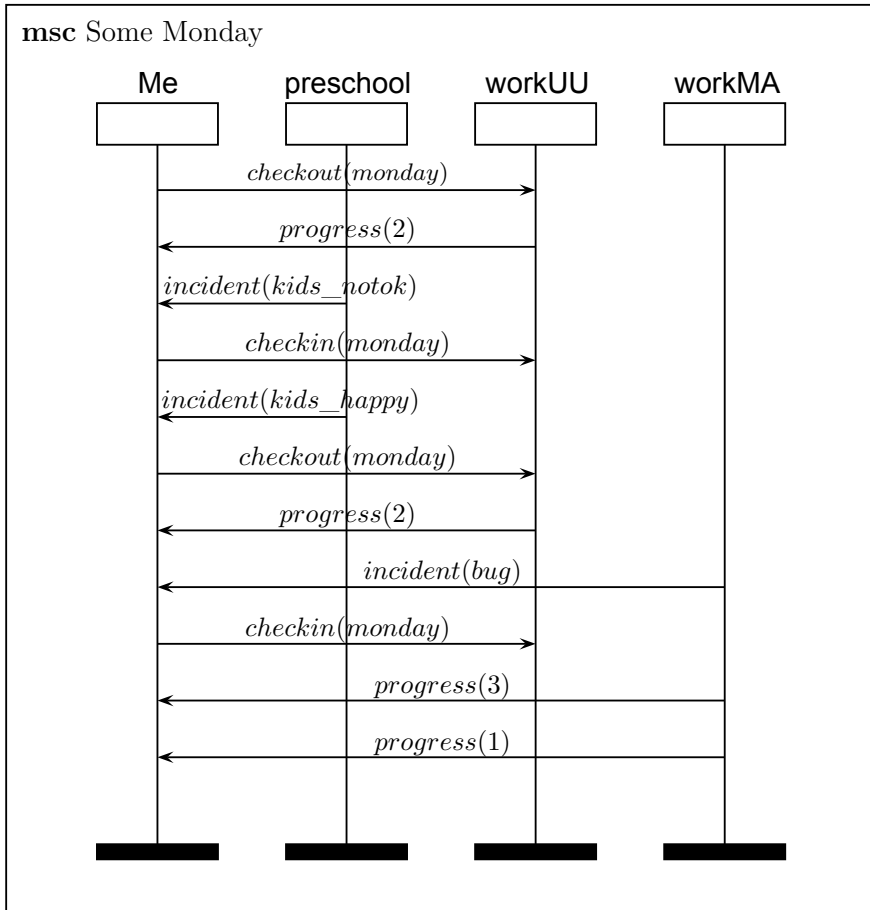 msc Some Monday
Me preschool workUU workMA
checkout(monday)
progress(2)
incident(kids_notok)
checkin(monday)
incident(kids_happy)
checkout(monday)
progress(2)
incident(bug)
checkin(monday)
progress(3)
progress(1)